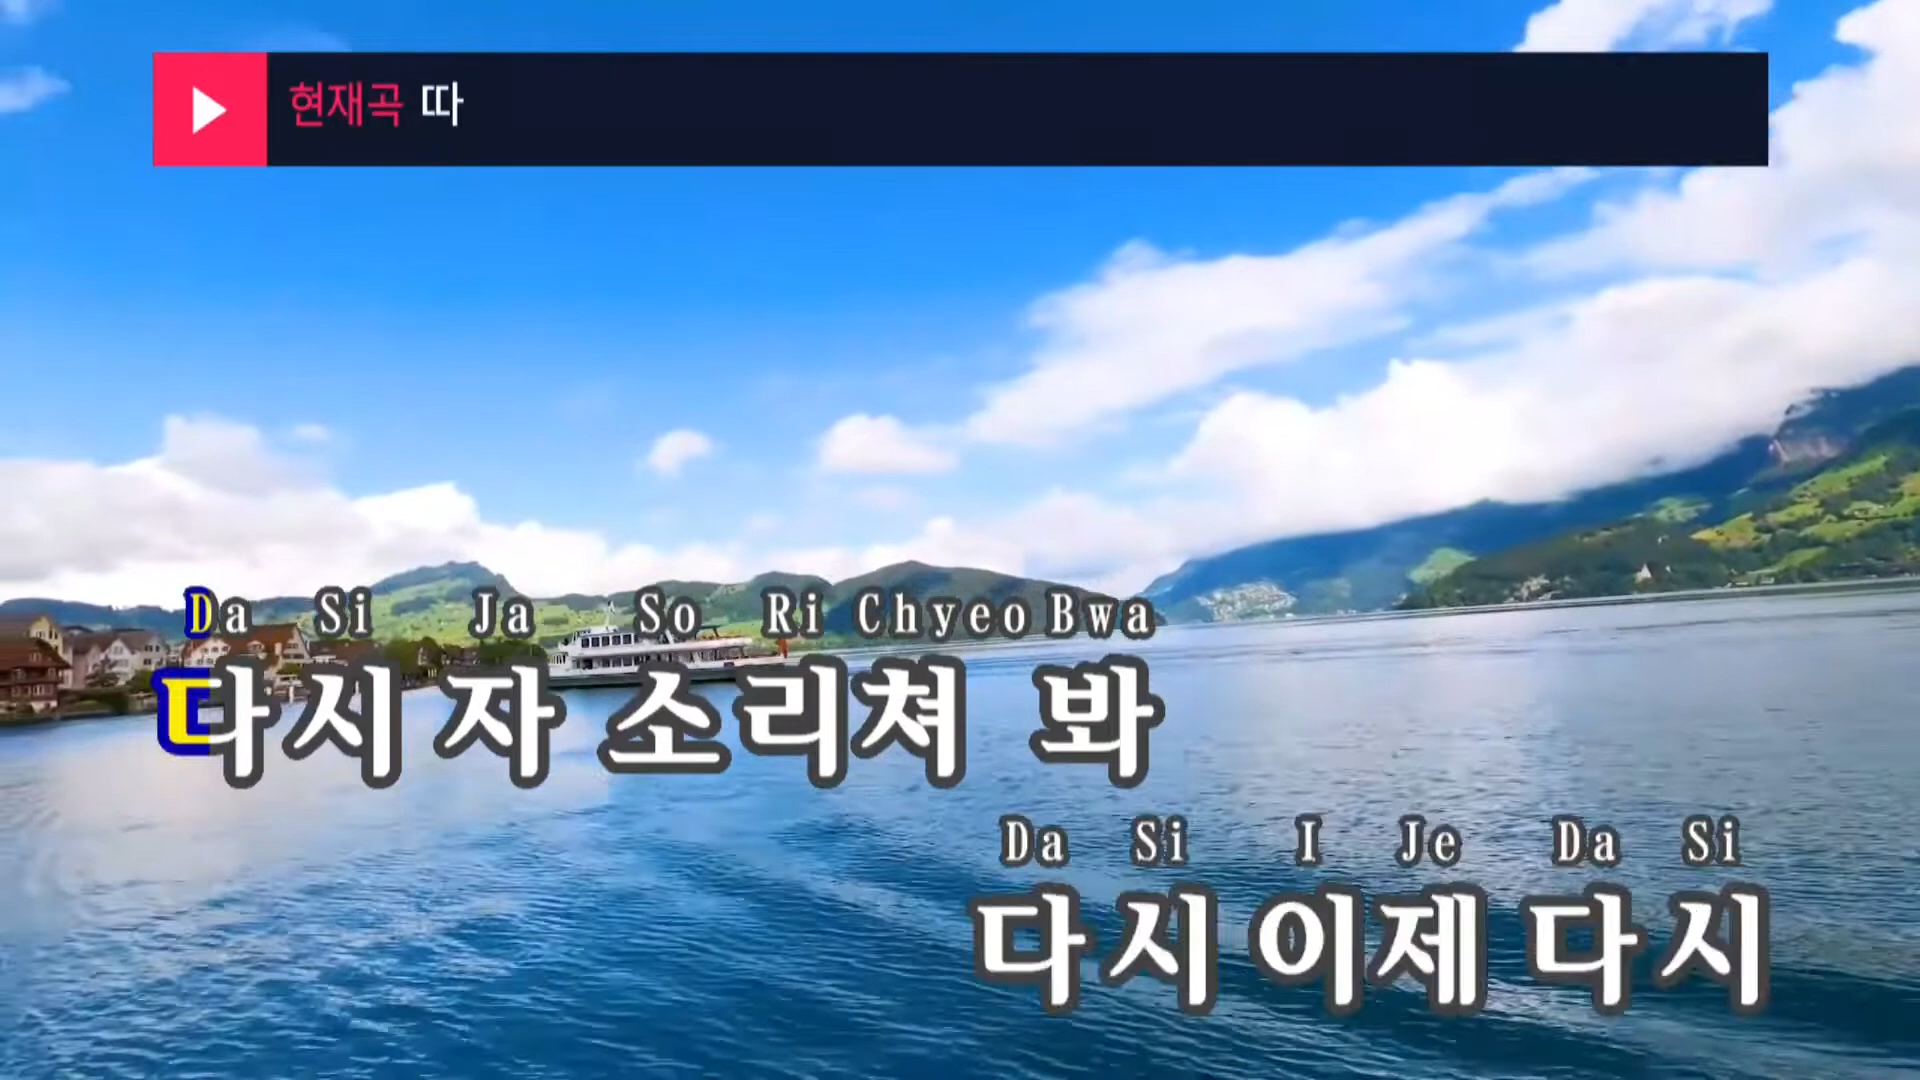 현재곡 따
Da Si Ja So Ri Chyeo Bwa
다시 자 소리쳐 봐
Da Si I Je Da Si
다시 이제 다시